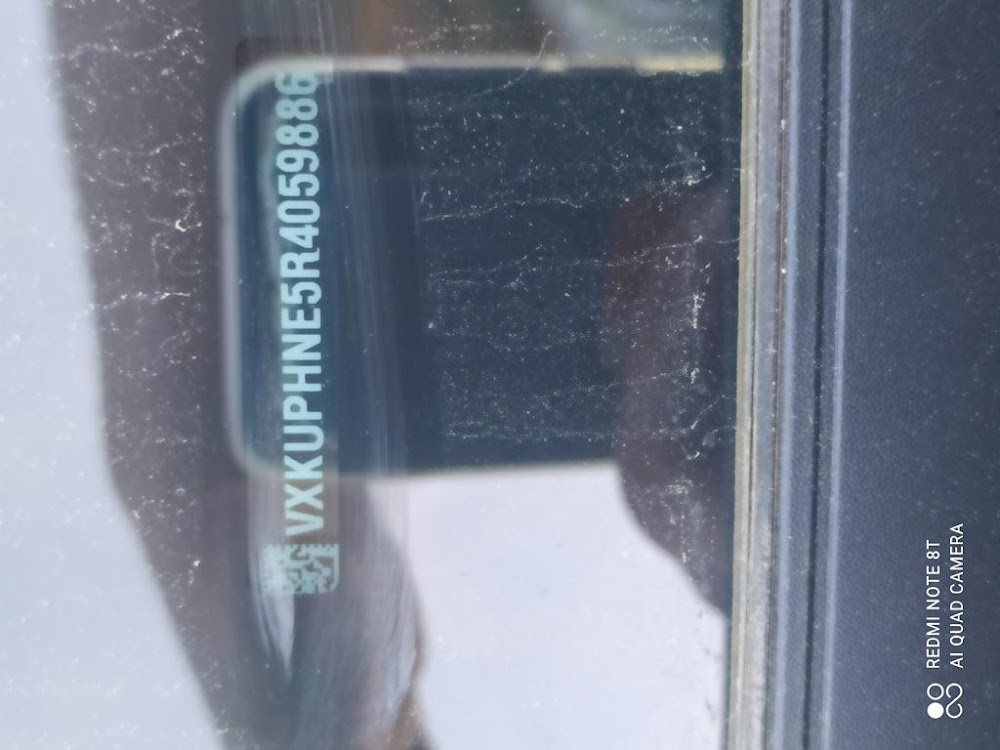 VXKUPHNE5R4059886
REDMI NOTE 8T
AI QUAD CAMERA